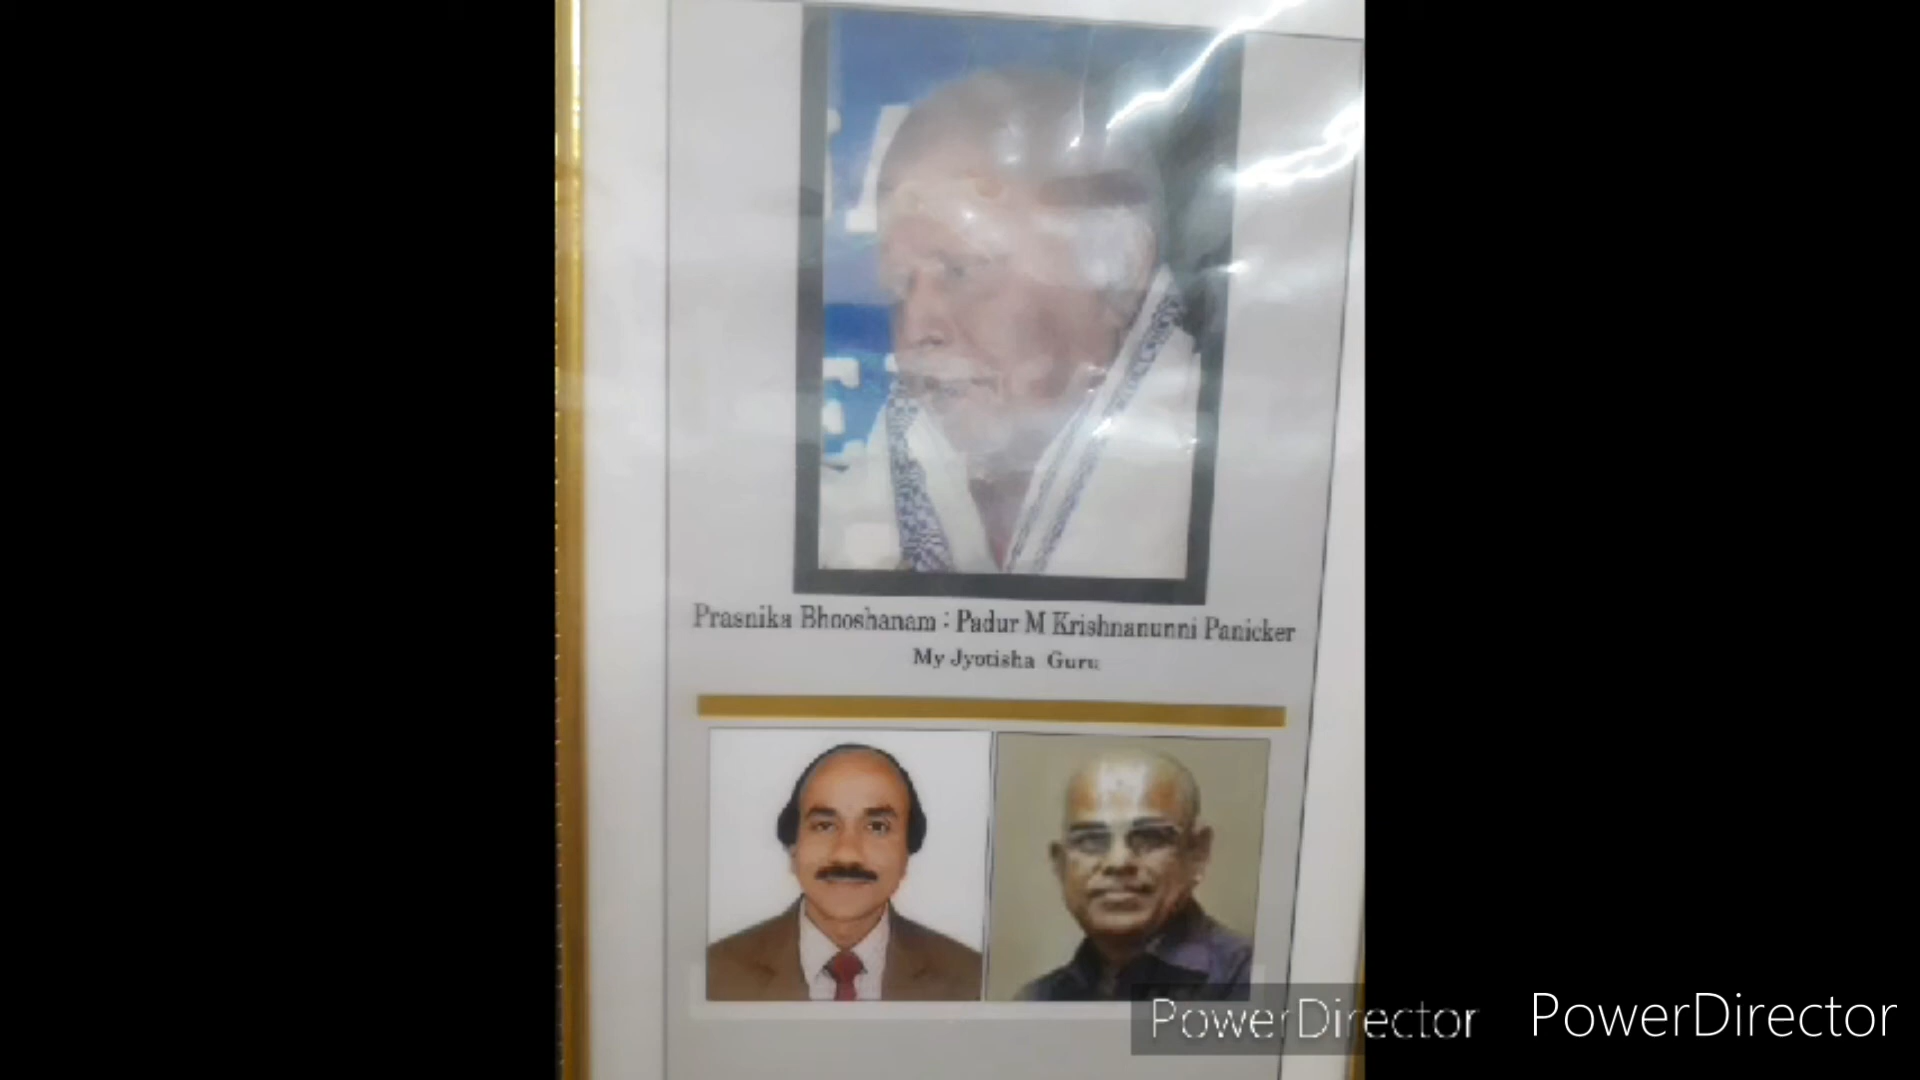 Prasnika Bhooshanam : Padur M Krishnanunni Panicker
My Jyotisha Guru
PowerDirector
PowerDirector